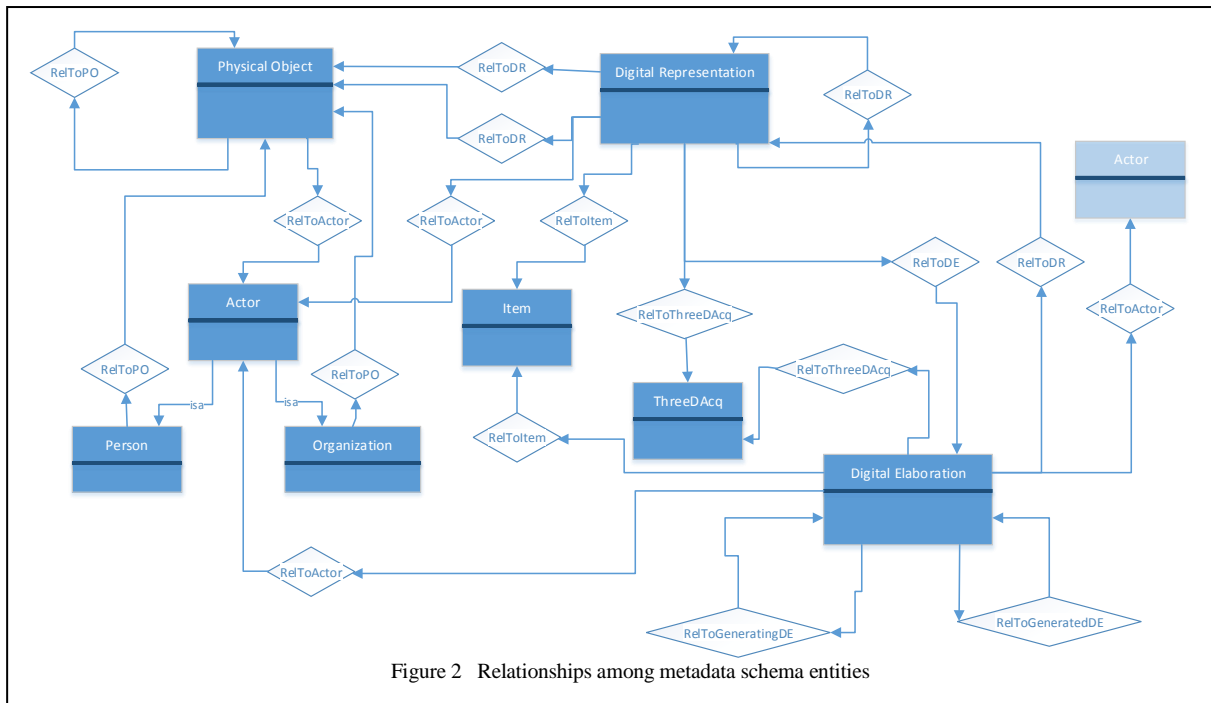 Physical Object
Digital Representation
RelToPO
RelToDR
RelToDR
RelToDR
Actor
RelToActor
RelToActor
RelToItem
RelToDE
RelToDR
Actor
Item
RelToThreeDAcq
RelToActor
RelToPO
RelToPO
RelToThreeDAcq
isa
isa
ThreeDAcq
Person
Organization
RelToItem
Digital Elaboration
RelToActor
RelToGeneratingDE
RelToGeneratedDE
Figure 2 Relationships among metadata schema entities